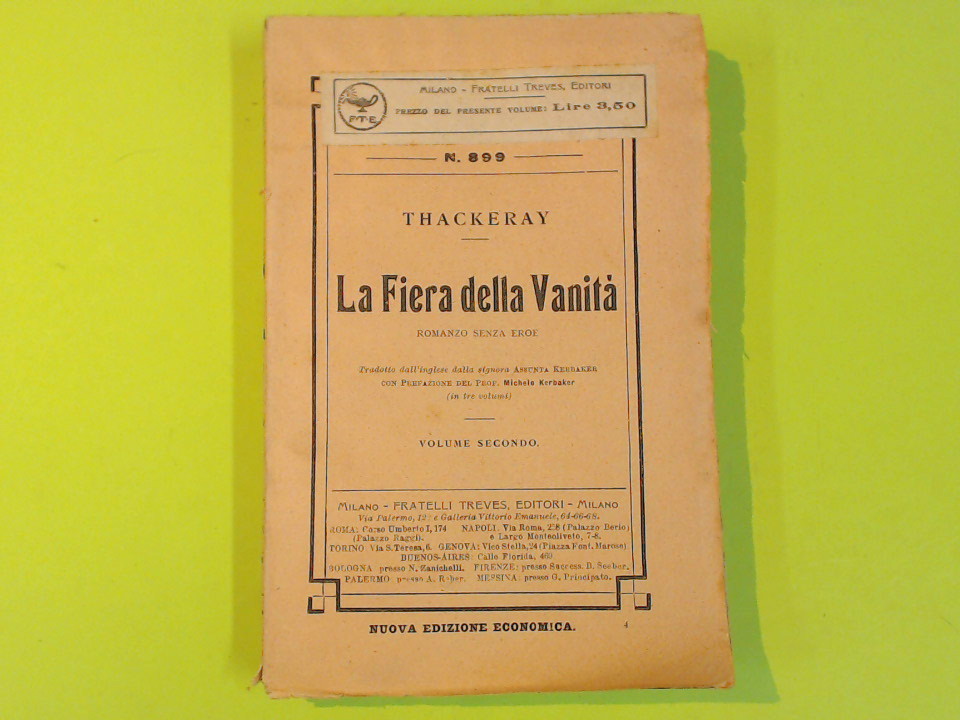 MILANO - FRATELLI TREVES, EDITORI
F·T·E
PREZZO DEL PRESENTE VOLUME: Lire 3,50
N. 899
THACKERAY
La Fiera della Vanità
ROMANZO SENZA EROE
Tradotto dall'inglese dalla signora ASSUNTA KERBAKER
CON PREFAZIONE DEL PROF. Michele Kerbaker
(in tre volumi)
VOLUME SECONDO.
MILANO - FRATELLI TREVES, EDITORI - MILANO
Via Palermo, 12: e Galleria Vittorio Emanuele, 64-66-68.
ROMA: Corso Umberto I, 174 NAPOLI: Via Roma, 258 (Palazzo Berio)
(Palazzo Raggi). e Largo Monteoliveto, 7-8.
TORINO Via S. Teresa, 6. GENOVA: Vico Stella, 24 (Piazza Font. Marose)
BUENOS-AIRES: Calle Florida, 460.
BOLOGNA presso N. Zanichelli. FIRENZE: presso Success. B. Seeber.
PALERMO presso A. Reber. MESSINA: presso G. Principato.
NUOVA EDIZIONE ECONOMICA. 4